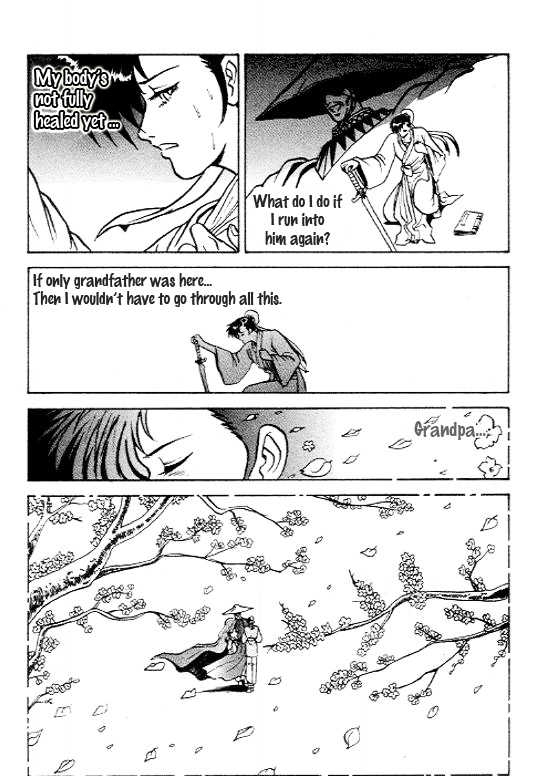 My body's
not fully
healed yet ...
What do I do if
I run into
him again?
If only grandfather was here...
Then I wouldn't have to go through all this.
Grandpa....